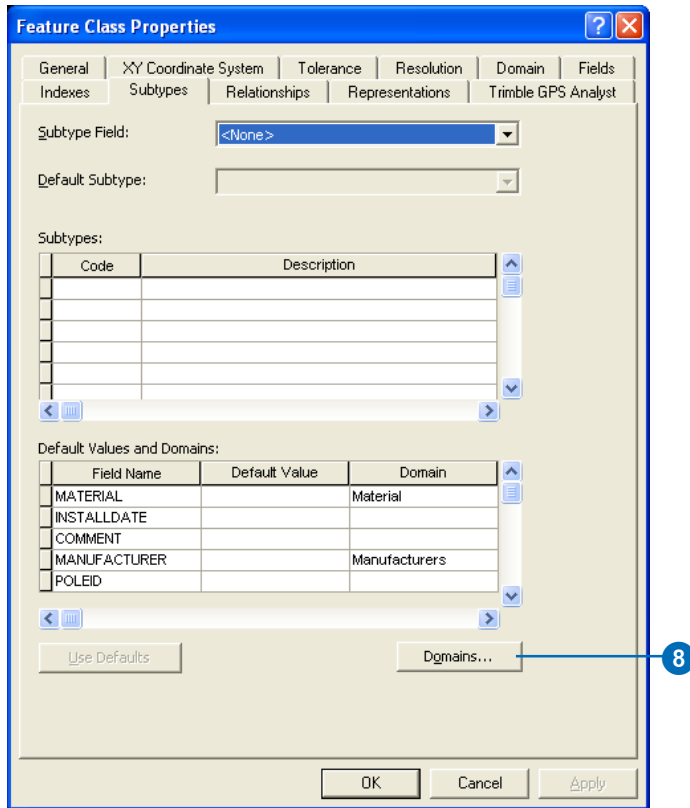 Feature Class Properties
General XY Coordinate System Tolerance Resolution Domain Fields
Indexes Subtypes Relationships Representations Trimble GPS Analyst
Subtype Field: <None>
Default Subtype:
Subtypes:
Code Description
Default Values and Domains:
Field Name Default Value Domain
MATERIAL Material
INSTALLDATE
COMMENT
MANUFACTURER Manufacturers
POLEID
Use Defaults Domains... 8
OK Cancel Apply